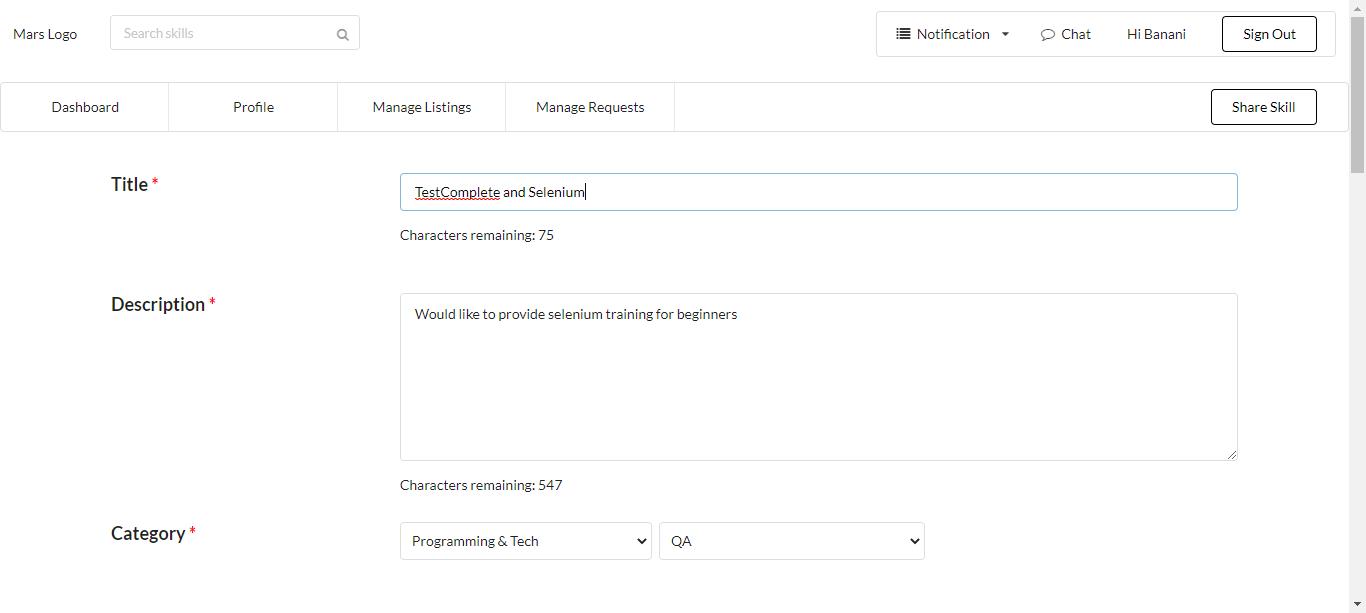 Mars Logo
Search skills
Notification
Chat
Hi Banani
Sign Out
Dashboard
Profile
Manage Listings
Manage Requests
Share Skill
Title *
TestComplete and Selenium
Characters remaining: 75
Description *
Would like to provide selenium training for beginners
Characters remaining: 547
Category *
Programming & Tech
QA